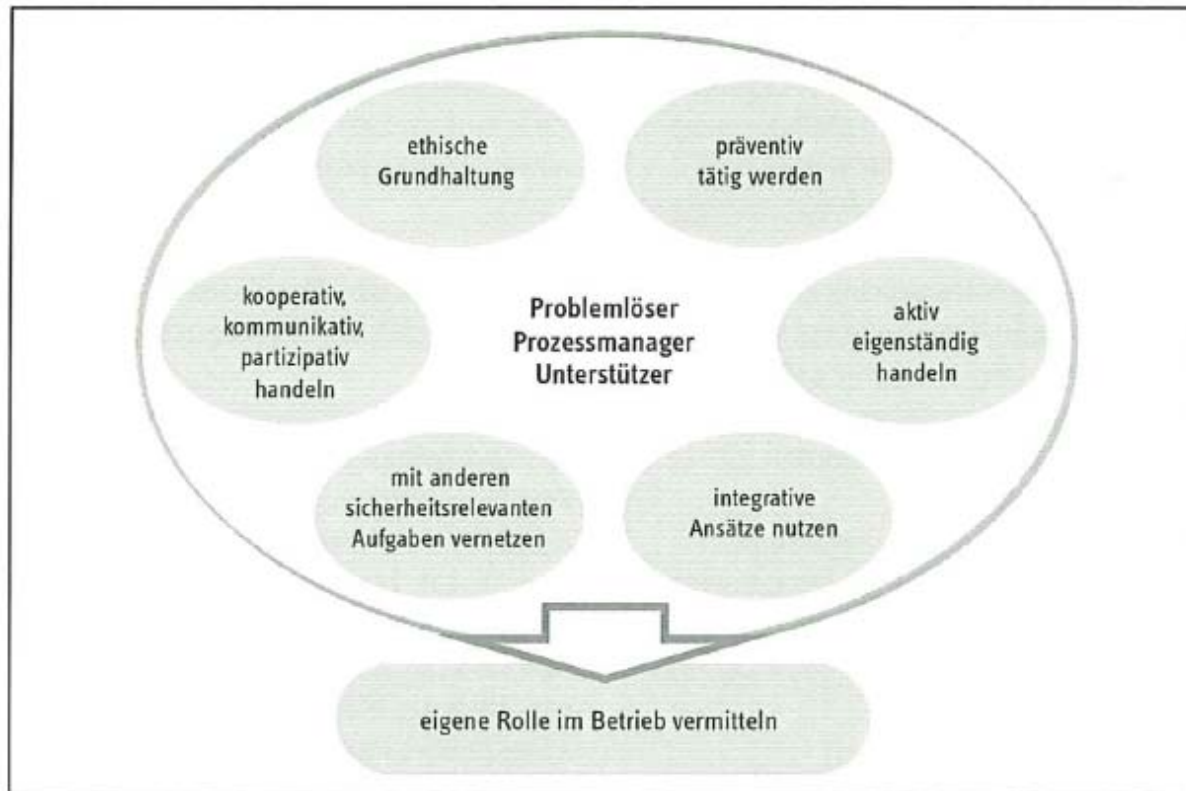 ethische
Grundhaltung
präventiv
tätig werden
kooperativ,
kommunikativ,
partizipativ
handeln
Problemlöser
Prozessmanager
Unterstützer
aktiv
eigenständig
handeln
mit anderen
sicherheitsrelevanten
Aufgaben vernetzen
integrative
Ansätze nutzen
eigene Rolle im Betrieb vermitteln